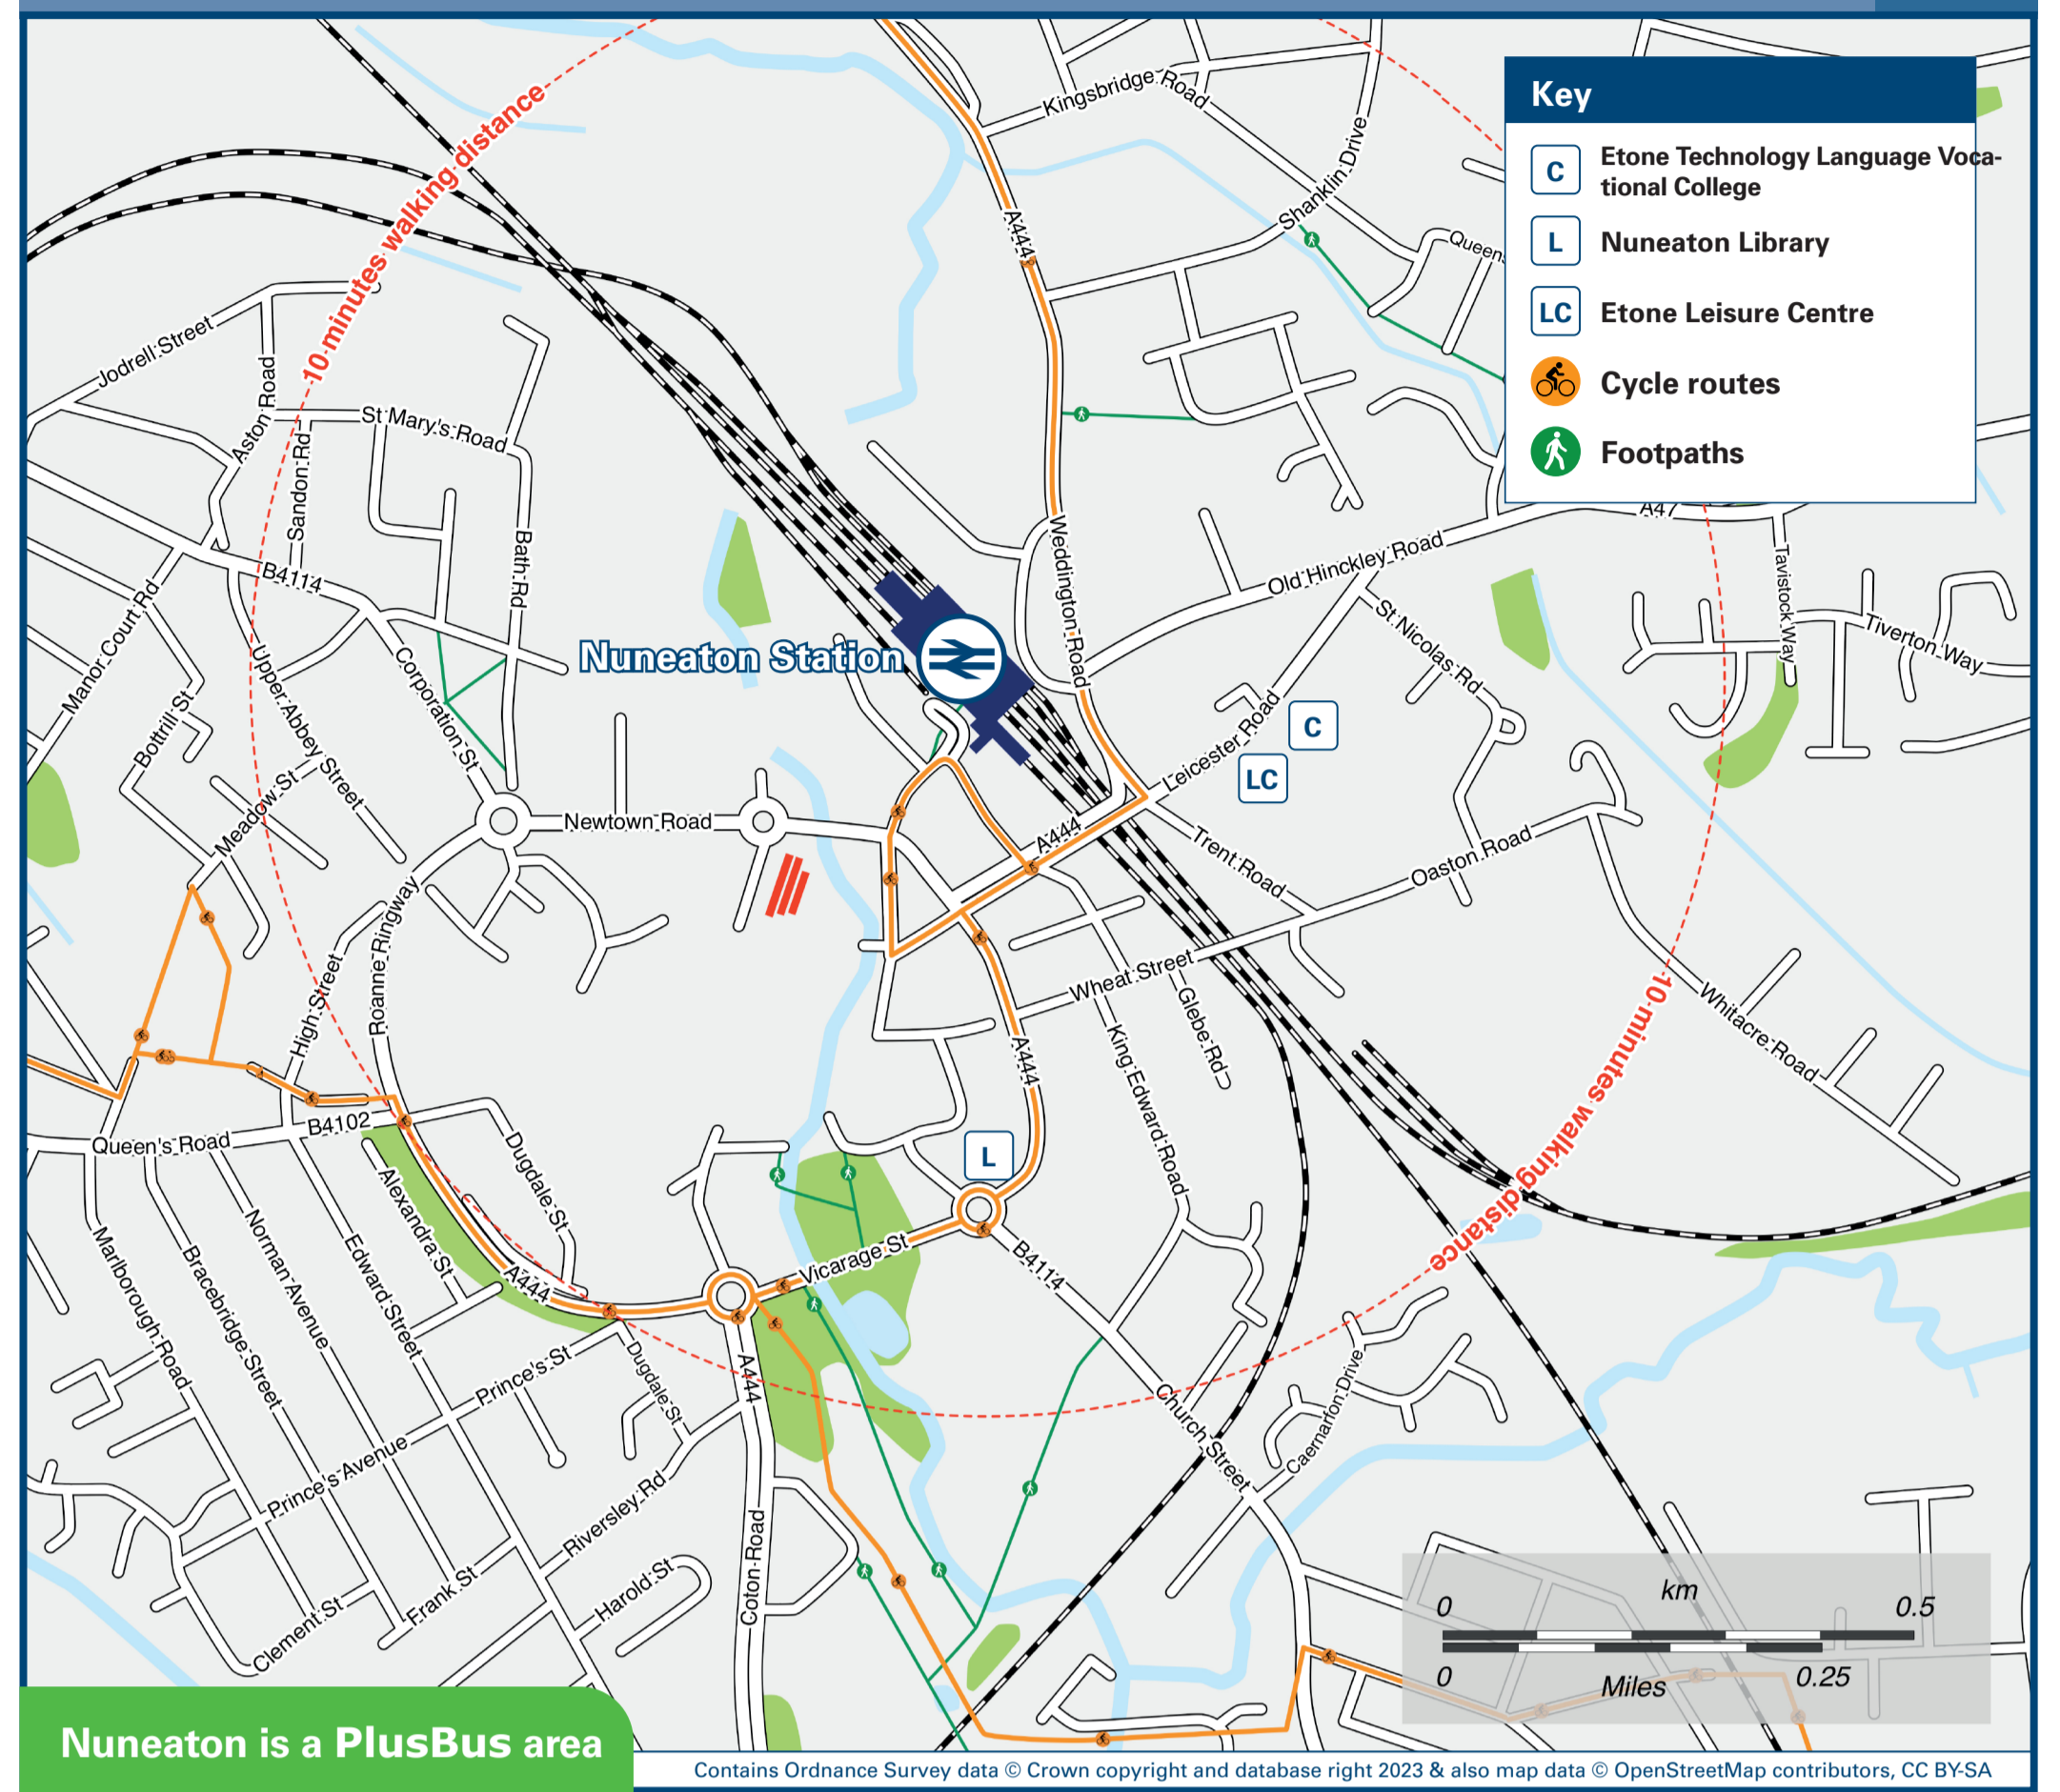 10 minutes walking distance
Kingsbridge Road
Shanklin Drive
A444
Jodrell Street
Aston Road
St Mary's Road
Sandon Rd
Bath Rd
B4114
Manor Court Rd
Upper Abbey Street
Corporation St
Bottrill St
Meadow St
Newtown Road
Nuneaton Station
Weddington Road
Old Hinckley Road
A47
St Nicolas Rd
Tavistock Way
Tiverton Way
Leicester Road
C
LC
A444
Trent Road
Oaston Road
Wheat Street
Glebe Rd
King Edward Road
A444
Whitacre Road
10 minutes walking distance
High Street
Roanne Ringway
B4102
Queen's Road
Dugdale St
Alexandra St
A444
L
Vicarage St
B4114
Marlborough Road
Bracebridge Street
Norman Avenue
Edward Street
Prince's St
Dugdale St
A444
Church Street
Caernarfon Drive
Prince's Avenue
Riversley Rd
Harold St
Coton Road
Frank St
Clement St
Key
C
Etone Technology Language Voca-
tional College
L
Nuneaton Library
LC
Etone Leisure Centre
Cycle routes
Footpaths
km
0 0.5
0 Miles 0.25
Nuneaton is a PlusBus area
Contains Ordnance Survey data © Crown copyright and database right 2023 & also map data © OpenStreetMap contributors, CC BY-SA